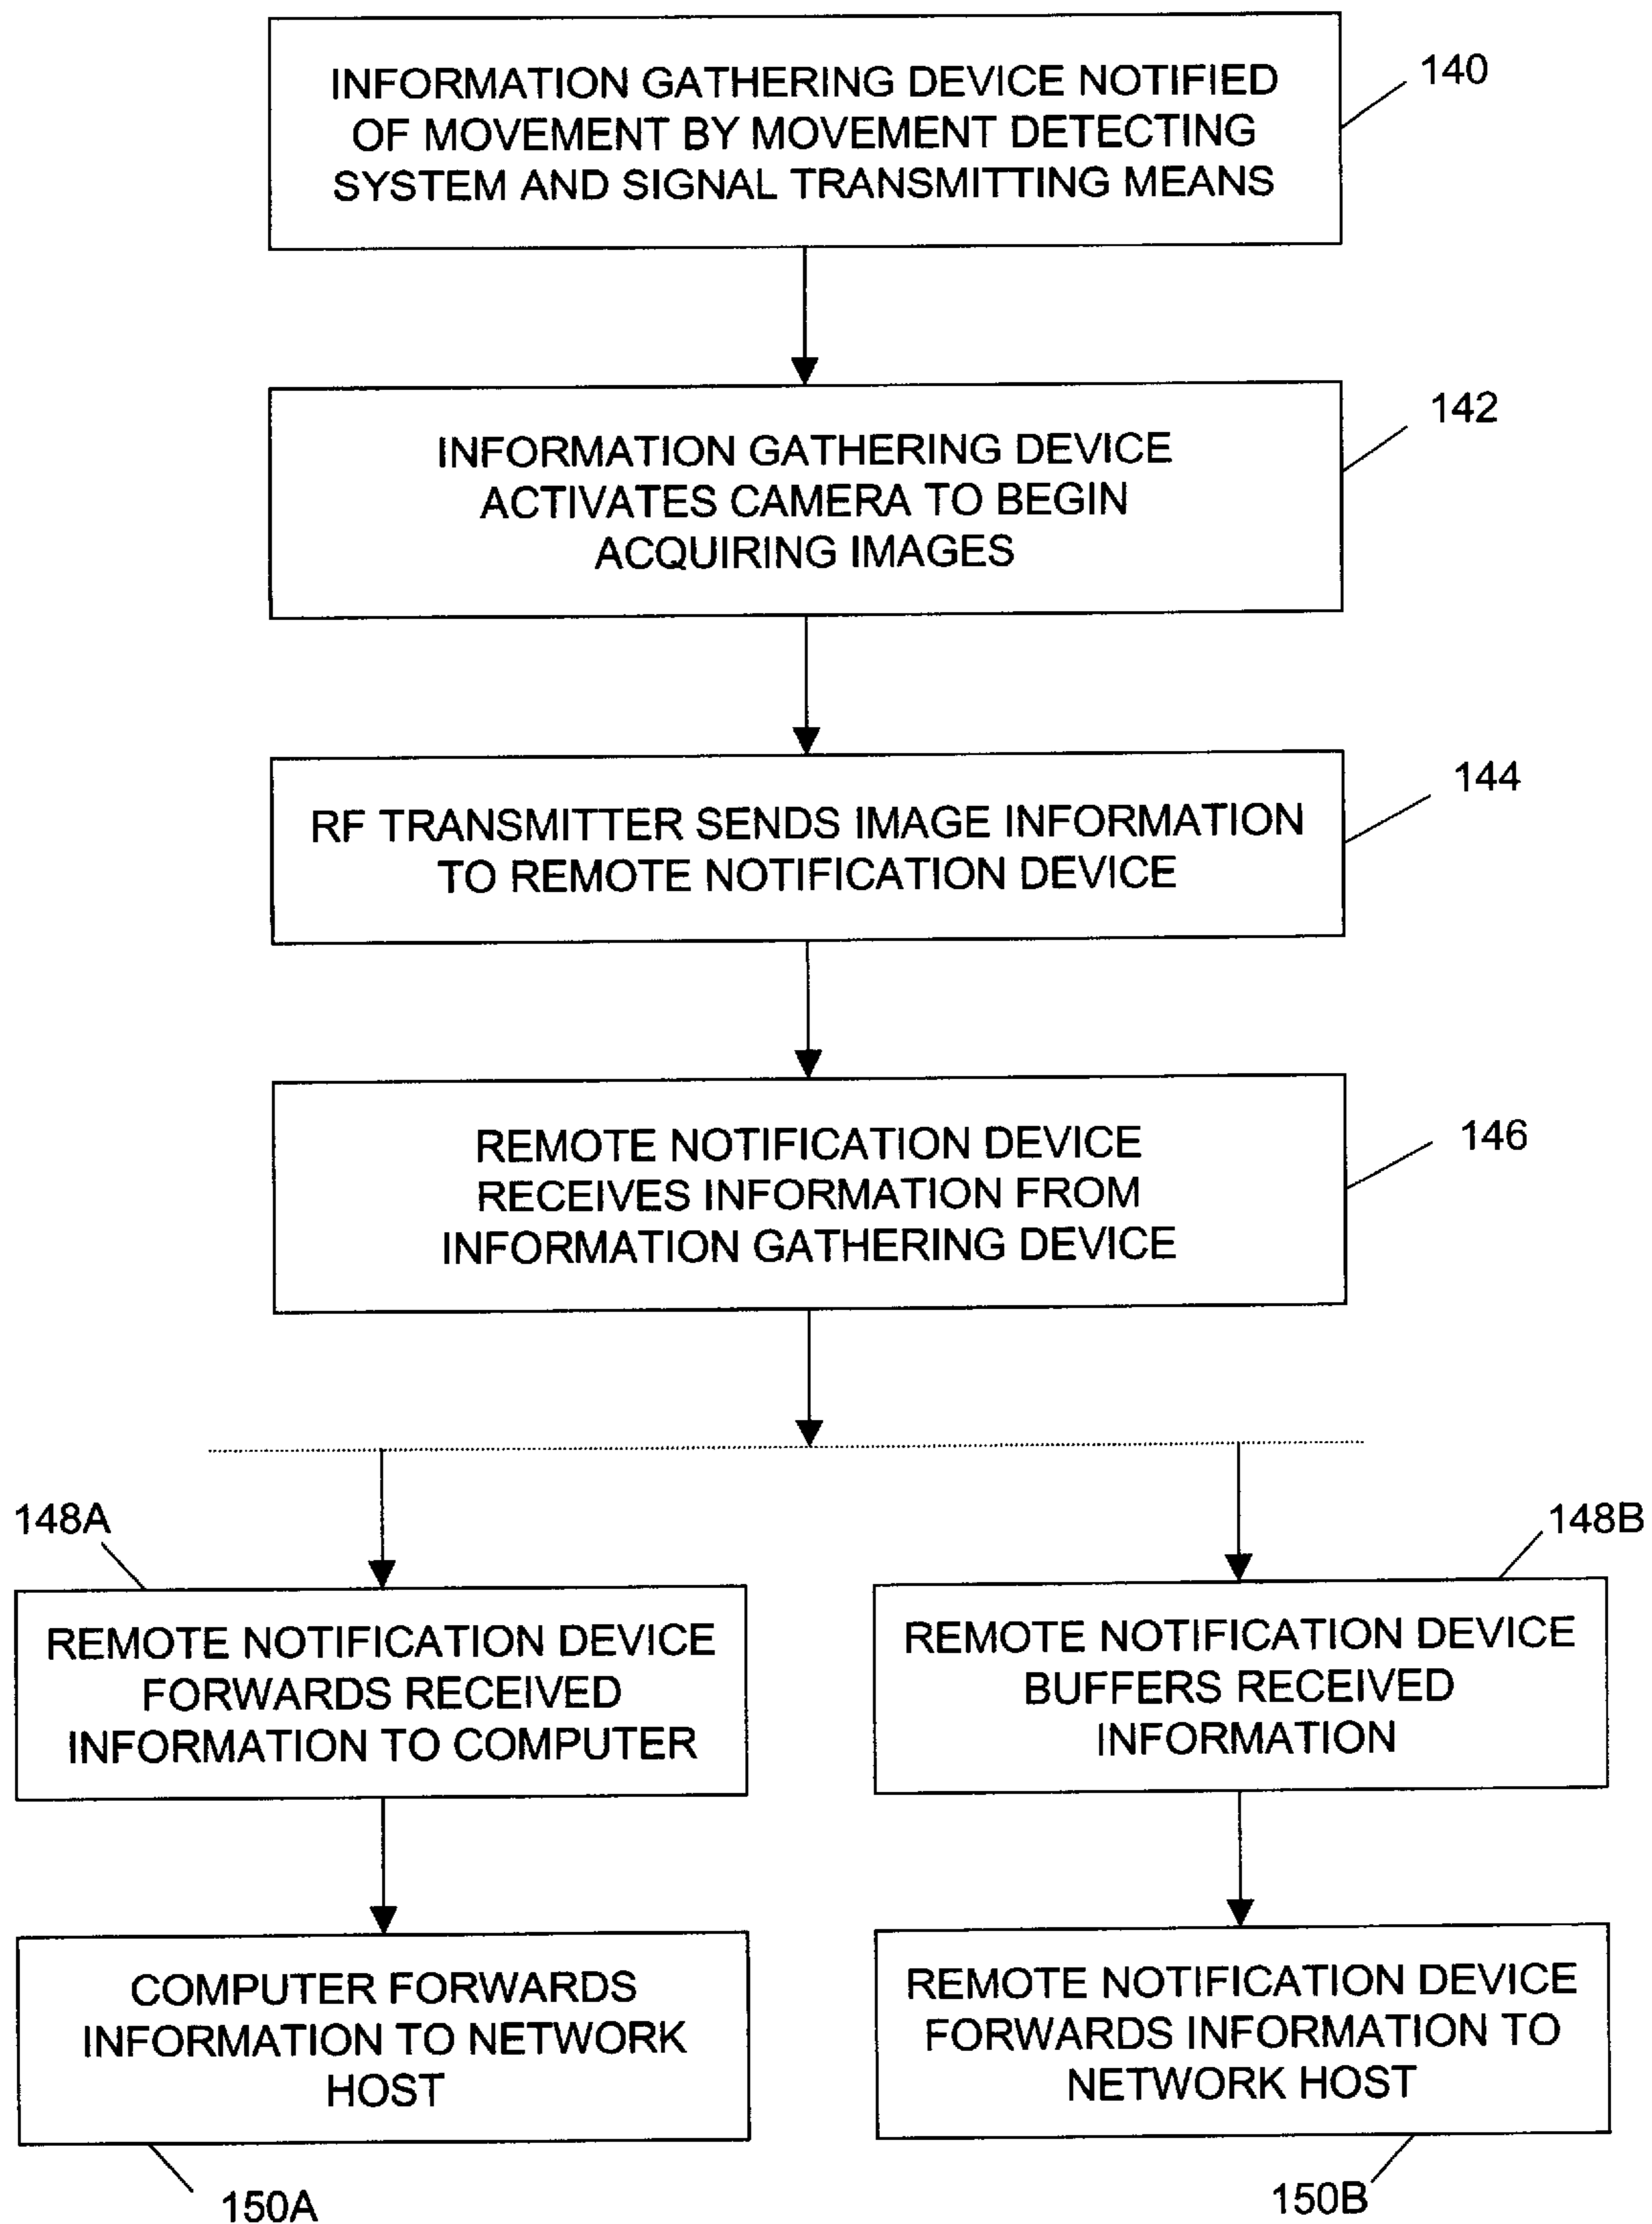 INFORMATION GATHERING DEVICE NOTIFIED
OF MOVEMENT BY MOVEMENT DETECTING
SYSTEM AND SIGNAL TRANSMITTING MEANS
140
INFORMATION GATHERING DEVICE
ACTIVATES CAMERA TO BEGIN
ACQUIRING IMAGES
142
RF TRANSMITTER SENDS IMAGE INFORMATION
TO REMOTE NOTIFICATION DEVICE
144
REMOTE NOTIFICATION DEVICE
RECEIVES INFORMATION FROM
INFORMATION GATHERING DEVICE
146
148A
REMOTE NOTIFICATION DEVICE
FORWARDS RECEIVED
INFORMATION TO COMPUTER
148B
REMOTE NOTIFICATION DEVICE
BUFFERS RECEIVED
INFORMATION
COMPUTER FORWARDS
INFORMATION TO NETWORK
HOST
150A
REMOTE NOTIFICATION DEVICE
FORWARDS INFORMATION TO
NETWORK HOST
150B